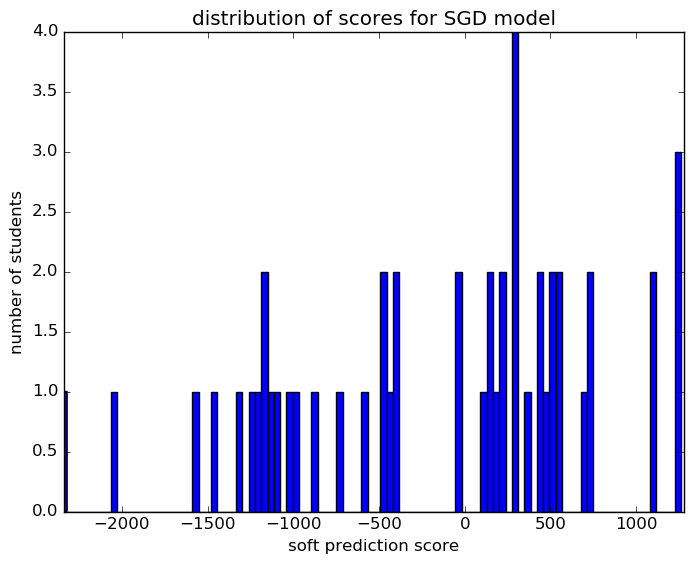 distribution of scores for SGD model
4.0
3.5
3.0
2.5
2.0
1.5
1.0
0.5
0.0
number of students
−2000 −1500 −1000 −500 0 500 1000
soft prediction score